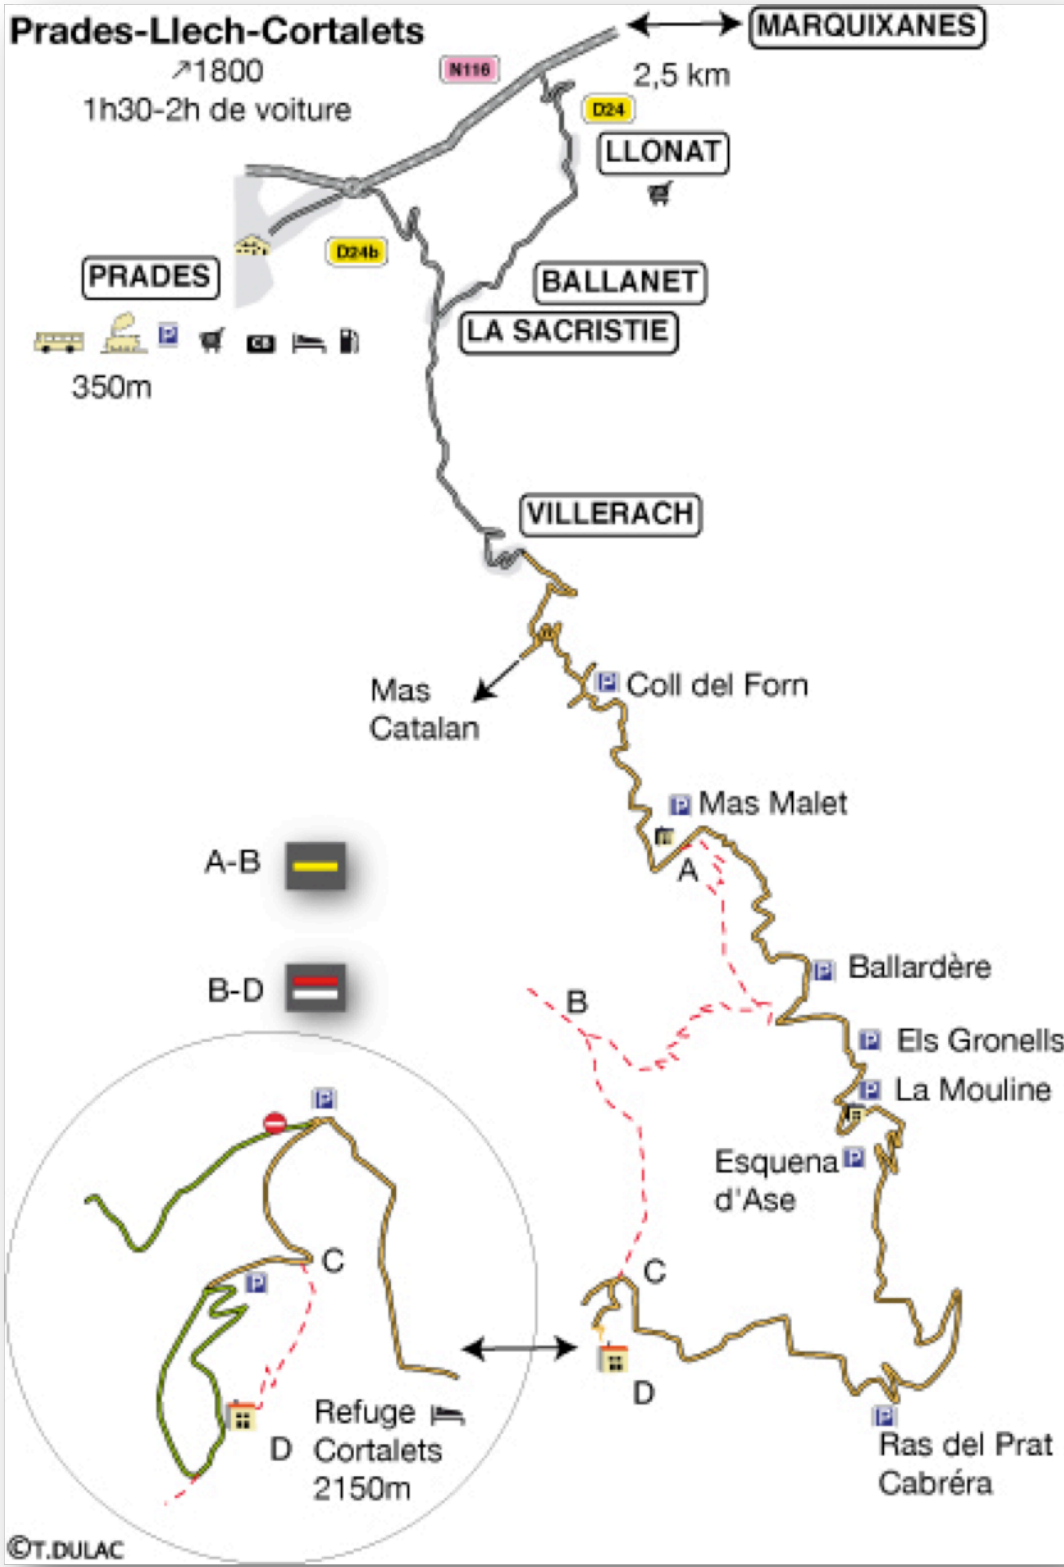 Prades-Llech-Cortalets
↗1800
1h30-2h de voiture
MARQUIXANES
N116
2,5 km
D24
LLONAT
D24b
PRADES
BALLANET
LA SACRISTIE
P
CB
350m
VILLERACH
Mas
Catalan
P Coll del Forn
P Mas Malet
A-B
A
B-D
P Ballardère
B
P Els Gronells
P La Mouline
P
Esquena P
d'Ase
C
P
C
D
Refuge
D Cortalets
2150m
P
Ras del Prat
Cabréra
©T.DULAC